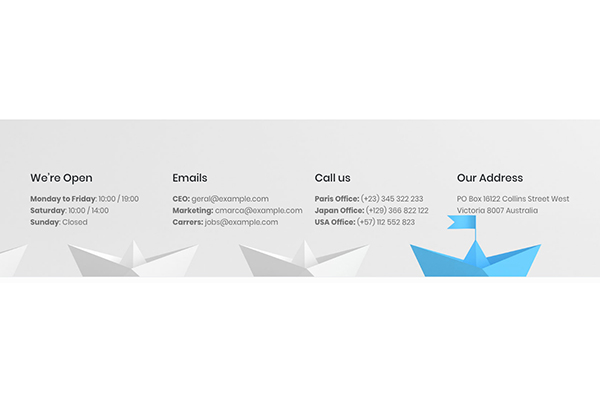 We're Open
Monday to Friday: 10:00 / 19:00
Saturday: 10:00 / 14:00
Sunday: Closed
Emails
CEO: geral@example.com
Marketing: cmarca@example.com
Carrers: jobs@example.com
Call us
Paris Office: (+23) 345 322 233
Japan Office: (+129) 366 822 122
USA Office: (+57) 112 552 823
Our Address
PO Box 16122 Collins Street West
Victoria 8007 Australia